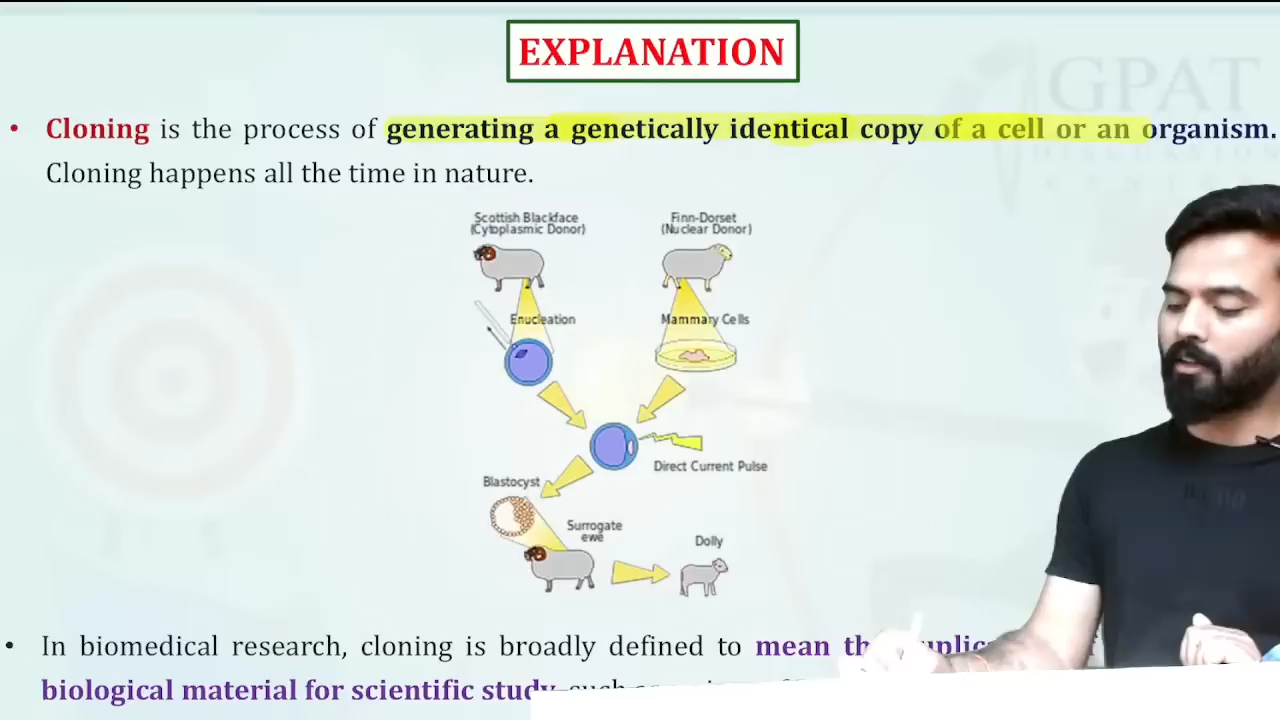 EXPLANATION
GPAT
• Cloning is the process of generating a genetically identical copy of a cell or an organism.
Cloning happens all the time in nature.
Scottish Blackface
(Cytoplasmic Donor)
Finn-Dorset
(Nuclear Donor)
Enucleation
Mammary Cells
Direct Current Pulse
Blastocyst
Surrogate
ewe
Dolly
• In biomedical research, cloning is broadly defined to mean
biological material for scientific study,